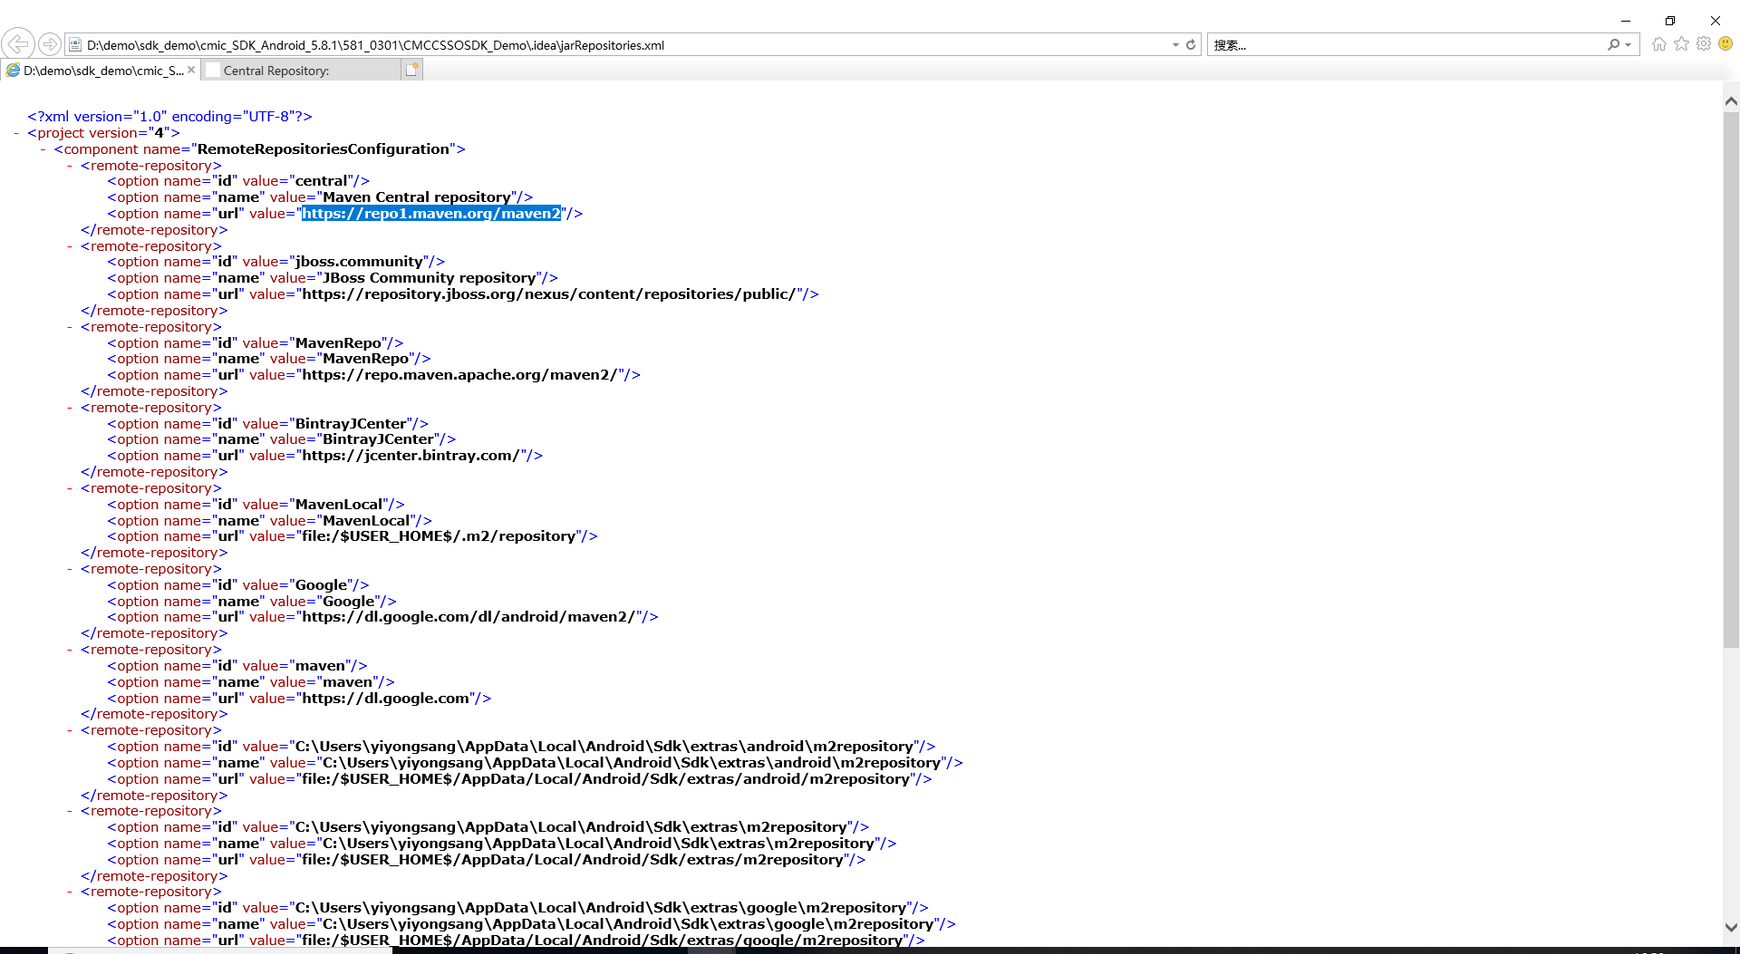 D:\demo\sdk_demo\cmic_SDK_Android_5.8.1\581_0301\CMCCSSOSDK_Demo\.idea\jarRepositories.xml
搜索...
D:\demo\sdk_demo\cmic_S...
Central Repository:
<?xml version="1.0" encoding="UTF-8"?>
- <project version="4">
- <component name="RemoteRepositoriesConfiguration">
- <remote-repository>
<option name="id" value="central"/>
<option name="name" value="Maven Central repository"/>
<option name="url" value="https://repo1.maven.org/maven2"/>
</remote-repository>
- <remote-repository>
<option name="id" value="jboss.community"/>
<option name="name" value="JBoss Community repository"/>
<option name="url" value="https://repository.jboss.org/nexus/content/repositories/public/"/>
</remote-repository>
- <remote-repository>
<option name="id" value="MavenRepo"/>
<option name="name" value="MavenRepo"/>
<option name="url" value="https://repo.maven.apache.org/maven2/"/>
</remote-repository>
- <remote-repository>
<option name="id" value="BintrayJCenter"/>
<option name="name" value="BintrayJCenter"/>
<option name="url" value="https://jcenter.bintray.com/"/>
</remote-repository>
- <remote-repository>
<option name="id" value="MavenLocal"/>
<option name="name" value="MavenLocal"/>
<option name="url" value="file:/$USER_HOME$/.m2/repository"/>
</remote-repository>
- <remote-repository>
<option name="id" value="Google"/>
<option name="name" value="Google"/>
<option name="url" value="https://dl.google.com/dl/android/maven2/"/>
</remote-repository>
- <remote-repository>
<option name="id" value="maven"/>
<option name="name" value="maven"/>
<option name="url" value="https://dl.google.com"/>
</remote-repository>
- <remote-repository>
<option name="id" value="C:\Users\yiyongsang\AppData\Local\Android\Sdk\extras\android\m2repository"/>
<option name="name" value="C:\Users\yiyongsang\AppData\Local\Android\Sdk\extras\android\m2repository"/>
<option name="url" value="file:/$USER_HOME$/AppData/Local/Android/Sdk/extras/android/m2repository"/>
</remote-repository>
- <remote-repository>
<option name="id" value="C:\Users\yiyongsang\AppData\Local\Android\Sdk\extras\m2repository"/>
<option name="name" value="C:\Users\yiyongsang\AppData\Local\Android\Sdk\extras\m2repository"/>
<option name="url" value="file:/$USER_HOME$/AppData/Local/Android/Sdk/extras/m2repository"/>
</remote-repository>
- <remote-repository>
<option name="id" value="C:\Users\yiyongsang\AppData\Local\Android\Sdk\extras\google\m2repository"/>
<option name="name" value="C:\Users\yiyongsang\AppData\Local\Android\Sdk\extras\google\m2repository"/>
<option name="url" value="file:/$USER_HOME$/AppData/Local/Android/Sdk/extras/google/m2repository"/>